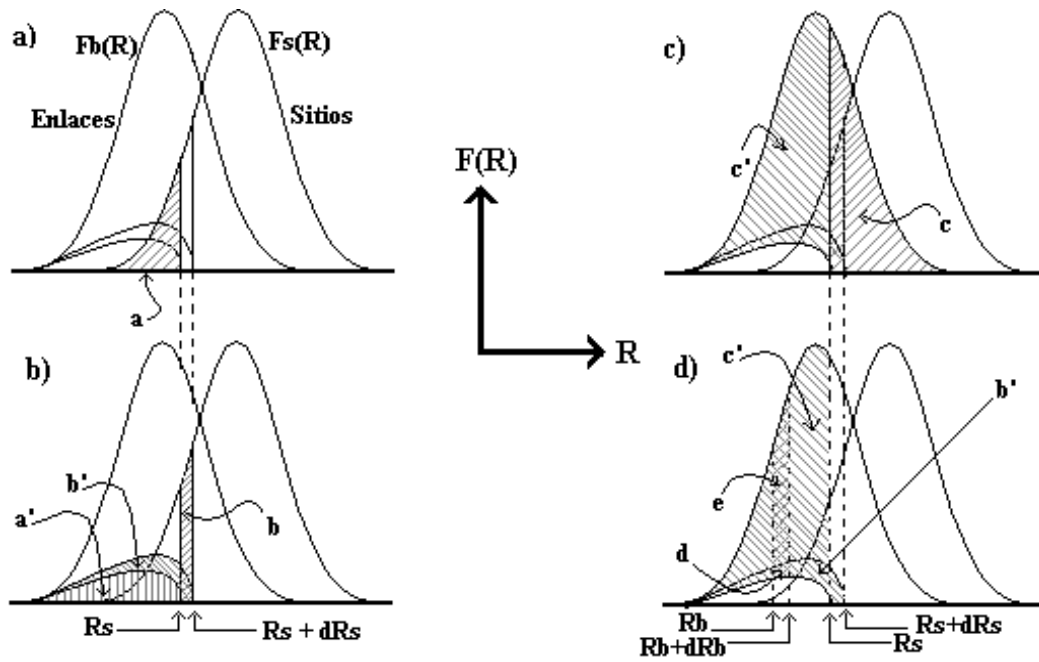 a)
Fb(R)
Fs(R)
Enlaces
Sitios
a
b)
b'
a'
b
Rs
Rs + dRs
F(R)
R
c)
c'
c
d)
c'
b'
e
d
Rb
Rs+dRs
Rb+dRb
Rs